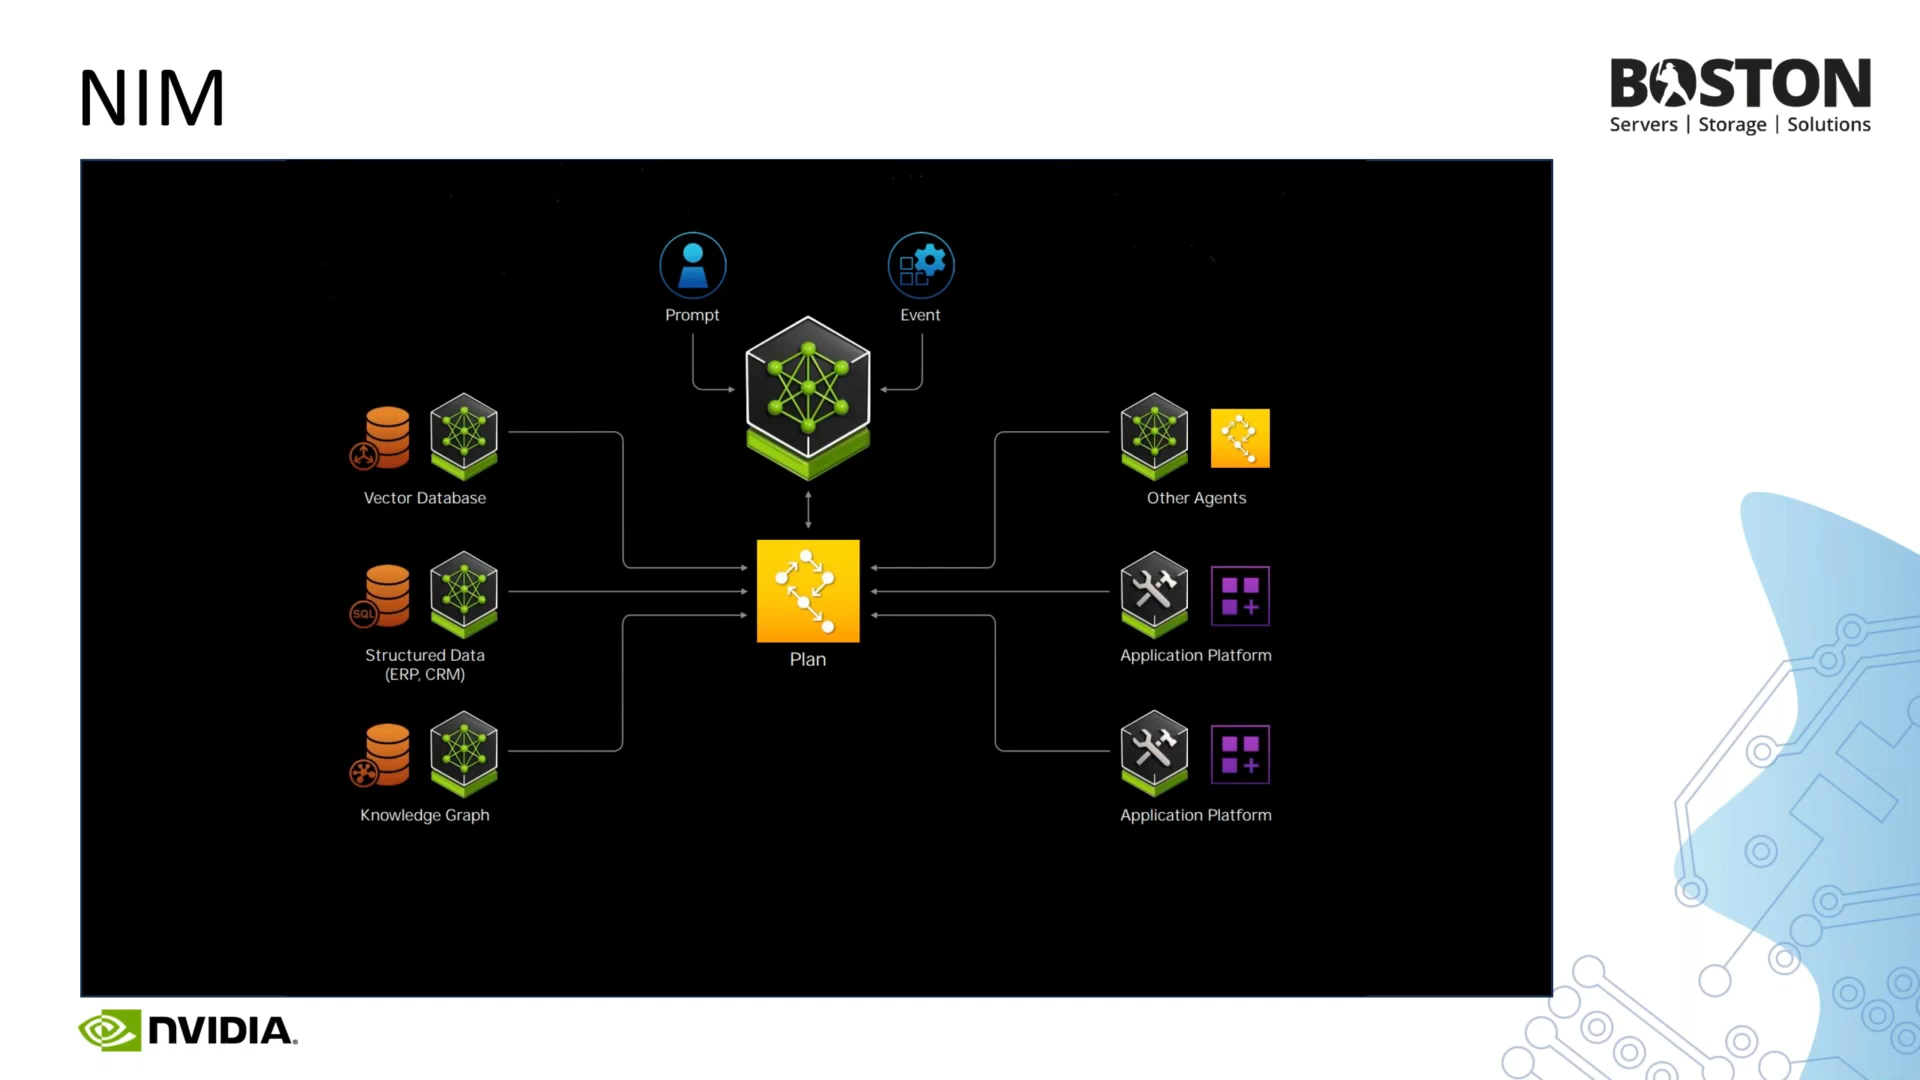 NIM
BOSTON
Servers | Storage | Solutions
Prompt
Event
Vector Database
Other Agents
SQL
Structured Data
(ERP, CRM)
Plan
Application Platform
Knowledge Graph
Application Platform
NVIDIA.